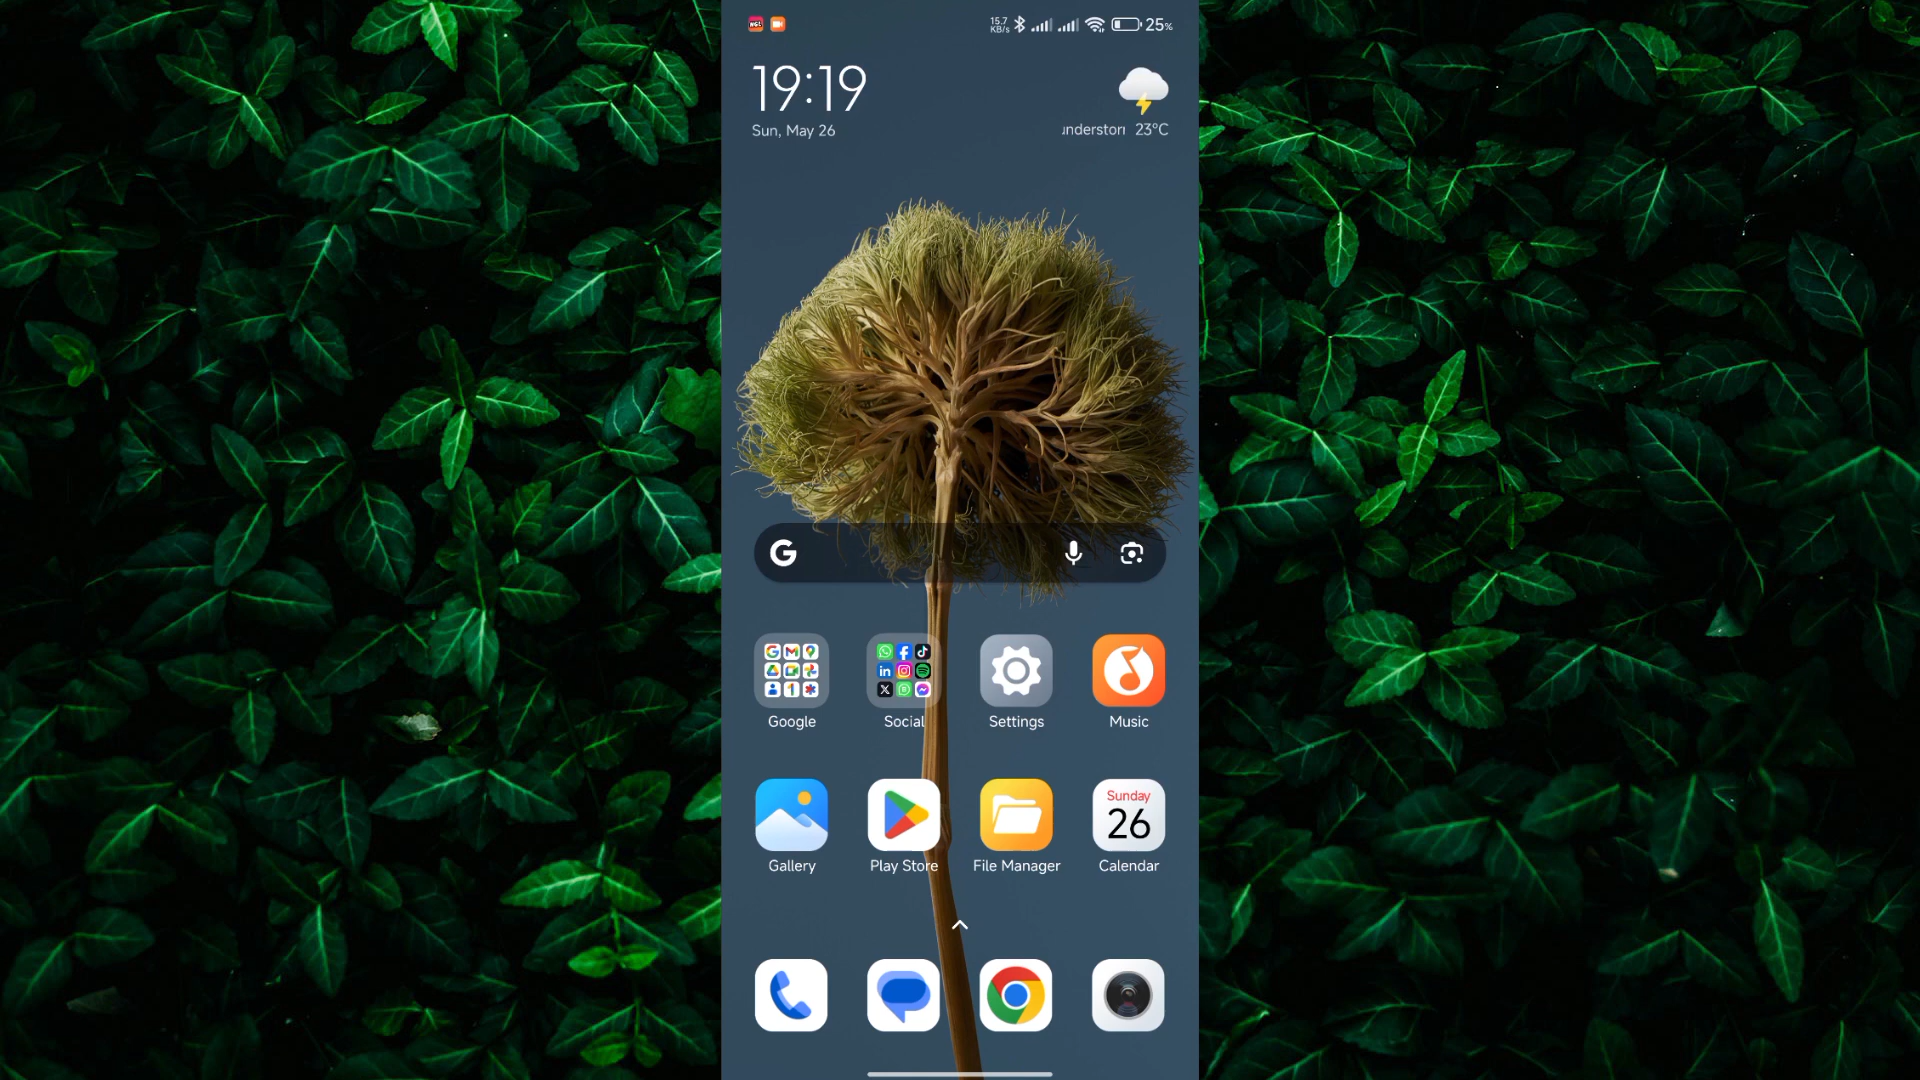 15.7
KB/s
25%
19:19
Sun, May 26
23°C
Google
Social
Settings
Music
Sunday
26
Gallery
Play Store
File Manager
Calendar